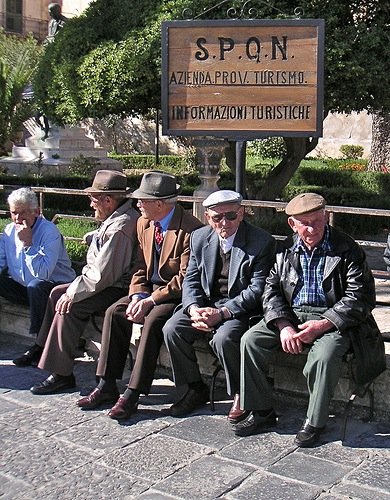 S.P.Q.N.
AZIENDA PROV. TURISMO.
INFORMAZIONI TURISTICHE